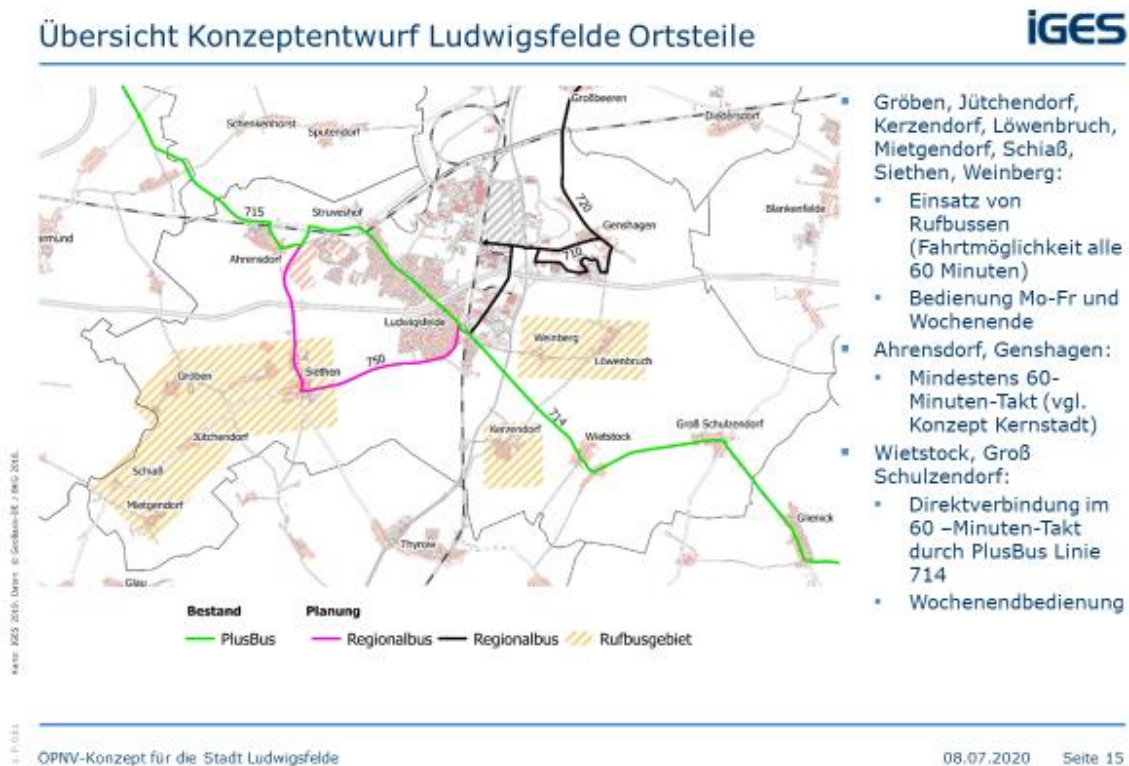 Übersicht Konzeptentwurf Ludwigsfelde Ortsteile
iGES
Großbeeren
Schenkenhorst
Sputendorf
Diedersdorf
715
Struveshof
720
Genshagen
Blankenfelde
Ahrensdorf
710
Ludwigsfelde
Weinberg
Löwenbruch
750
Gröben
Siethen
714
Jütchendorf
Kerzendorf
Wietstock
Groß Schulzendorf
Schiaß
Mietgendorf
Glienick
Thyrow
Glau
Bestand
Planung
PlusBus
Regionalbus
Regionalbus
Rufbusgebiet
▪ Gröben, Jütchendorf,
Kerzendorf, Löwenbruch,
Mietgendorf, Schiaß,
Siethen, Weinberg:
• Einsatz von
Rufbussen
(Fahrtmöglichkeit alle
60 Minuten)
• Bedienung Mo-Fr und
Wochenende
▪ Ahrensdorf, Genshagen:
• Mindestens 60-
Minuten-Takt (vgl.
Konzept Kernstadt)
▪ Wietstock, Groß
Schulzendorf:
• Direktverbindung im
60 –Minuten-Takt
durch PlusBus Linie
714
• Wochenendbedienung
ÖPNV-Konzept für die Stadt Ludwigsfelde
08.07.2020
Seite 15